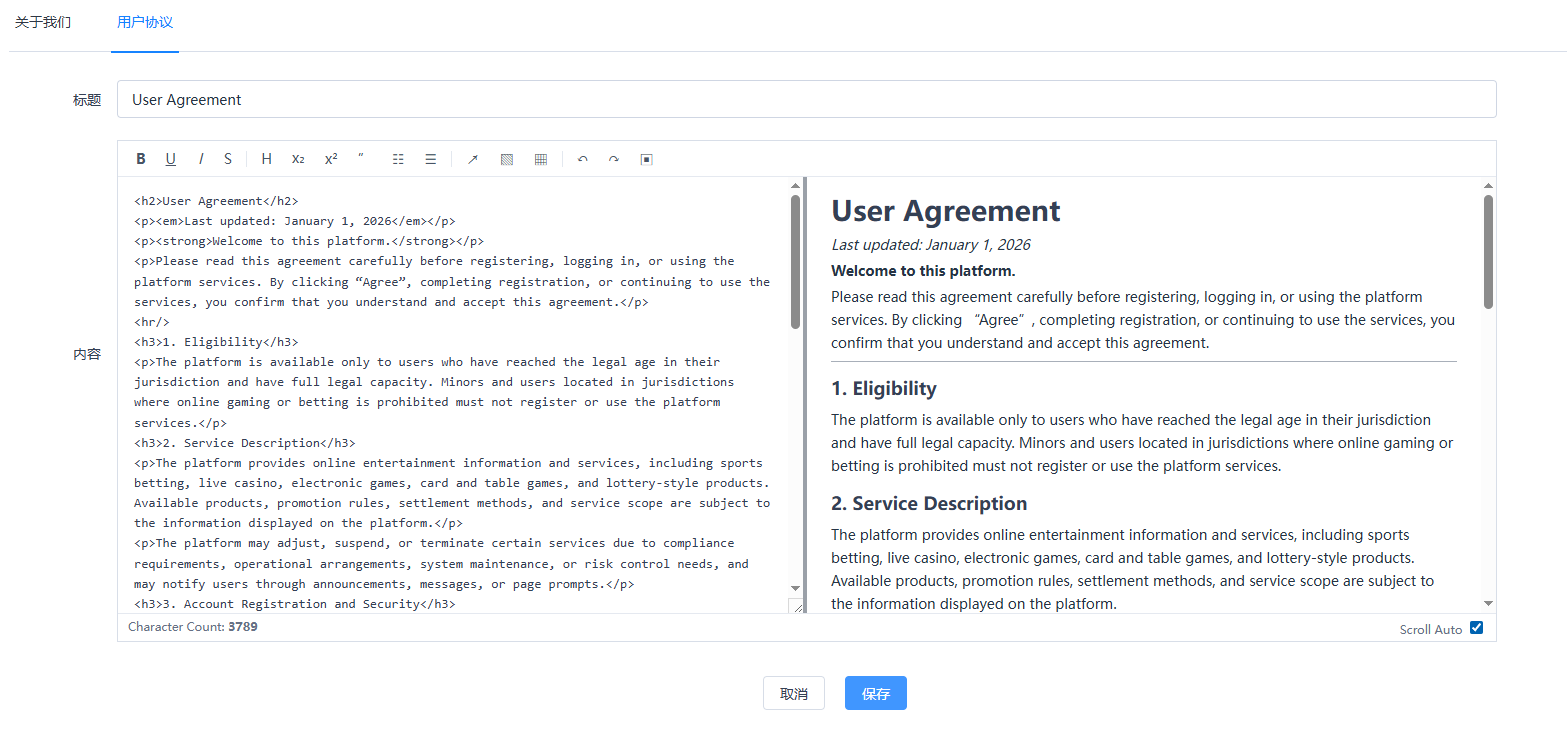 关于我们 用户协议
标题 User Agreement
B U I S H X₂ X² ”
<h2>User Agreement</h2>
<p><em>Last updated: January 1, 2026</em></p>
<p><strong>Welcome to this platform.</strong></p>
<p>Please read this agreement carefully before registering, logging in, or using the
platform services. By clicking “Agree”, completing registration, or continuing to use the
services, you confirm that you understand and accept this agreement.</p>
<hr/>
<h3>1. Eligibility</h3>
内容
<p>The platform is available only to users who have reached the legal age in their
jurisdiction and have full legal capacity. Minors and users located in jurisdictions
where online gaming or betting is prohibited must not register or use the platform
services.</p>
<h3>2. Service Description</h3>
<p>The platform provides online entertainment information and services, including sports
betting, live casino, electronic games, card and table games, and lottery-style products.
Available products, promotion rules, settlement methods, and service scope are subject to
the information displayed on the platform.</p>
<p>The platform may adjust, suspend, or terminate certain services due to compliance
requirements, operational arrangements, system maintenance, or risk control needs, and
may notify users through announcements, messages, or page prompts.</p>
<h3>3. Account Registration and Security</h3>
User Agreement
Last updated: January 1, 2026
Welcome to this platform.
Please read this agreement carefully before registering, logging in, or using the platform
services. By clicking “Agree”, completing registration, or continuing to use the services, you
confirm that you understand and accept this agreement.
1. Eligibility
The platform is available only to users who have reached the legal age in their jurisdiction
and have full legal capacity. Minors and users located in jurisdictions where online gaming or
betting is prohibited must not register or use the platform services.
2. Service Description
The platform provides online entertainment information and services, including sports
betting, live casino, electronic games, card and table games, and lottery-style products.
Available products, promotion rules, settlement methods, and service scope are subject to
the information displayed on the platform.
Character Count: 3789
Scroll Auto
取消 保存